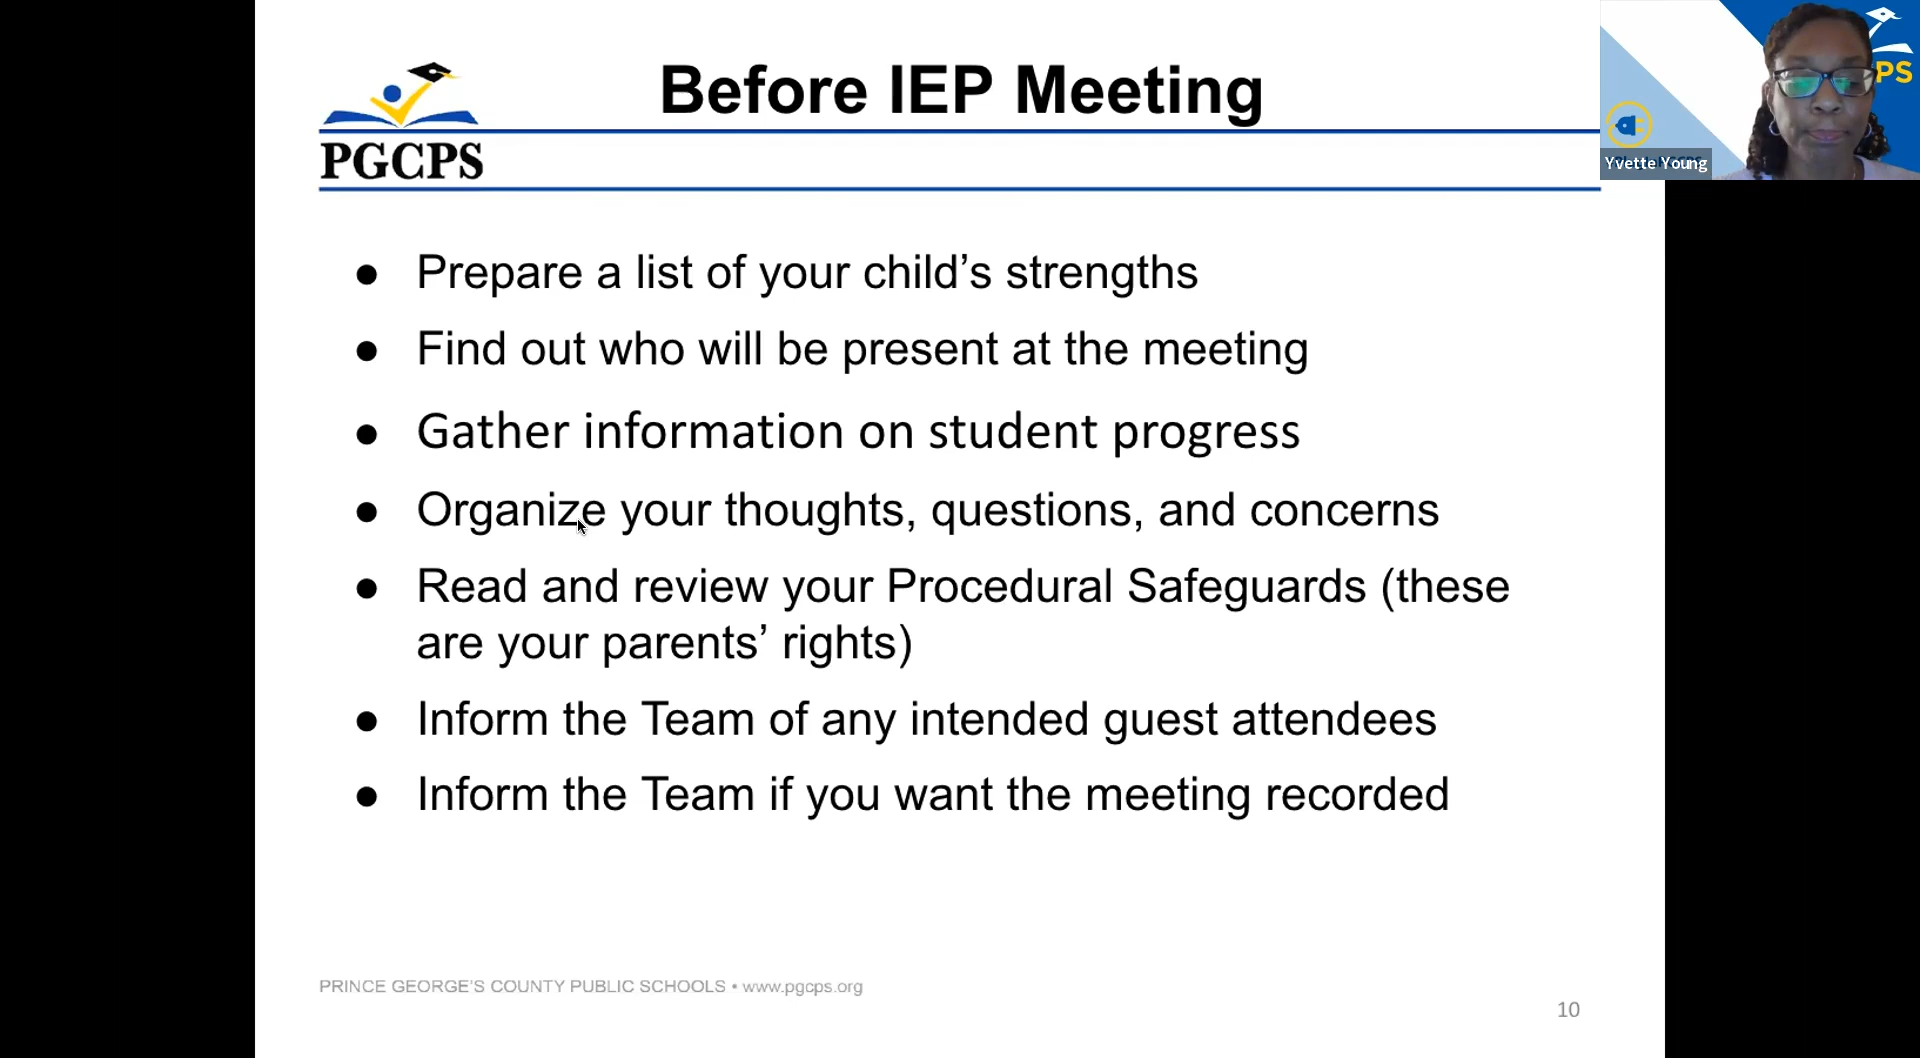 Before IEP Meeting
PGCPS
PS
Yvette Young
● Prepare a list of your child’s strengths
● Find out who will be present at the meeting
● Gather information on student progress
● Organize your thoughts, questions, and concerns
● Read and review your Procedural Safeguards (these
are your parents’ rights)
● Inform the Team of any intended guest attendees
● Inform the Team if you want the meeting recorded
PRINCE GEORGE’S COUNTY PUBLIC SCHOOLS • www.pgcps.org
10